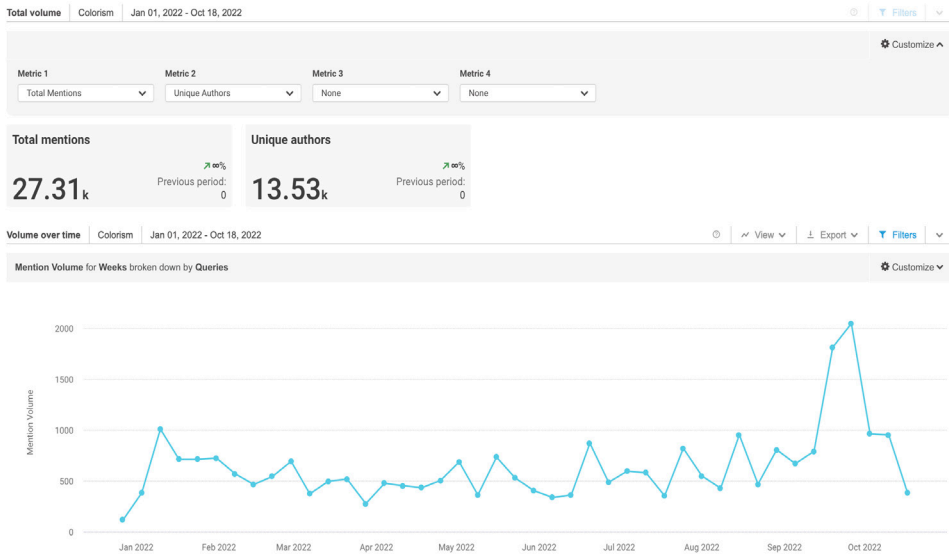 Total volume Colorism Jan 01, 2022 - Oct 18, 2022 Filters
Customize
Metric 1 Metric 2 Metric 3 Metric 4
Total Mentions Unique Authors None None
Total mentions Unique authors
∞% ∞%
27.31k Previous period: 0 13.53k Previous period: 0
Volume over time Colorism Jan 01, 2022 - Oct 18, 2022 View Export Filters
Mention Volume for Weeks broken down by Queries Customize
2000
1500
1000
500
0
Mention Volume
Jan 2022 Feb 2022 Mar 2022 Apr 2022 May 2022 Jun 2022 Jul 2022 Aug 2022 Sep 2022 Oct 2022